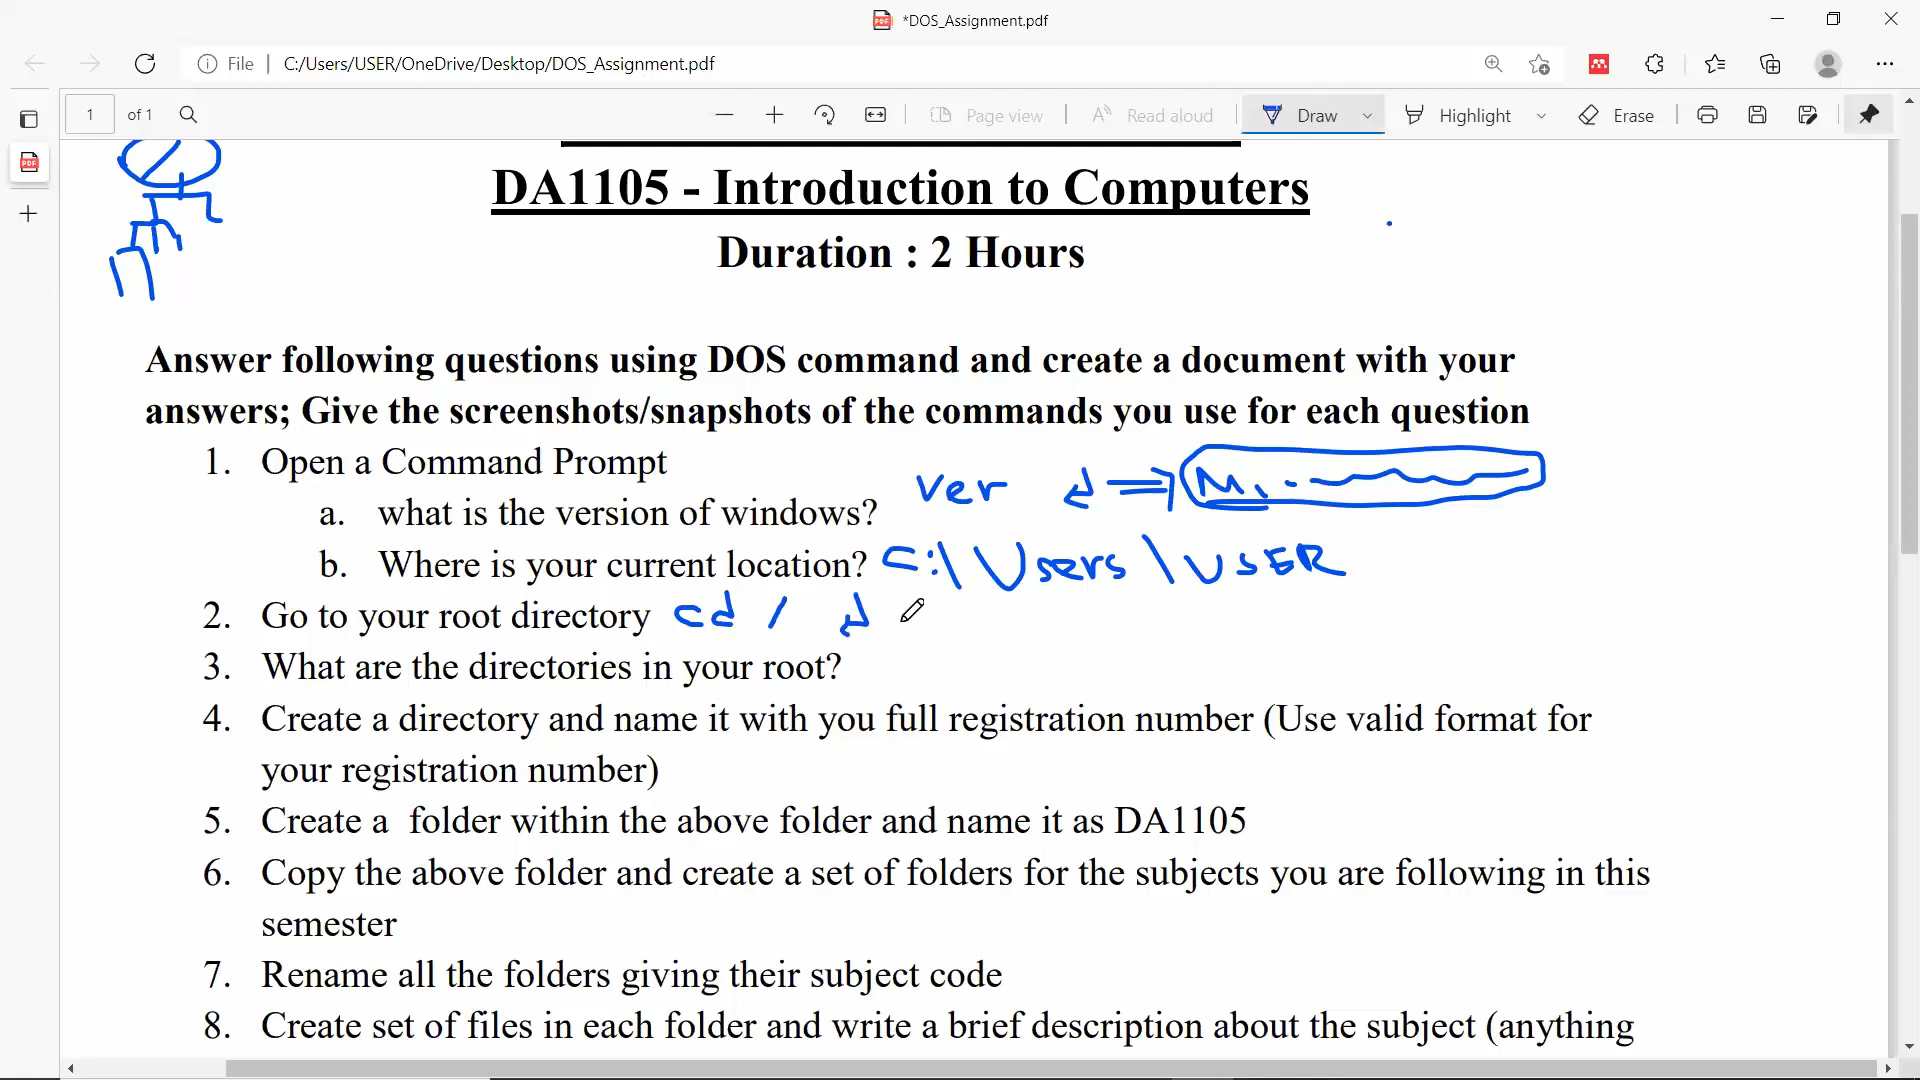 *DOS_Assignment.pdf
File C:/Users/USER/OneDrive/Desktop/DOS_Assignment.pdf
1 of 1 Page view Read aloud Draw Highlight Erase
DA1105 - Introduction to Computers
Duration : 2 Hours
Answer following questions using DOS command and create a document with your
answers; Give the screenshots/snapshots of the commands you use for each question
1. Open a Command Prompt
ver
a. what is the version of windows?
b. Where is your current location? C:\Users\USER
2. Go to your root directory cd /
3. What are the directories in your root?
4. Create a directory and name it with you full registration number (Use valid format for
your registration number)
5. Create a folder within the above folder and name it as DA1105
6. Copy the above folder and create a set of folders for the subjects you are following in this
semester
7. Rename all the folders giving their subject code
8. Create set of files in each folder and write a brief description about the subject (anything